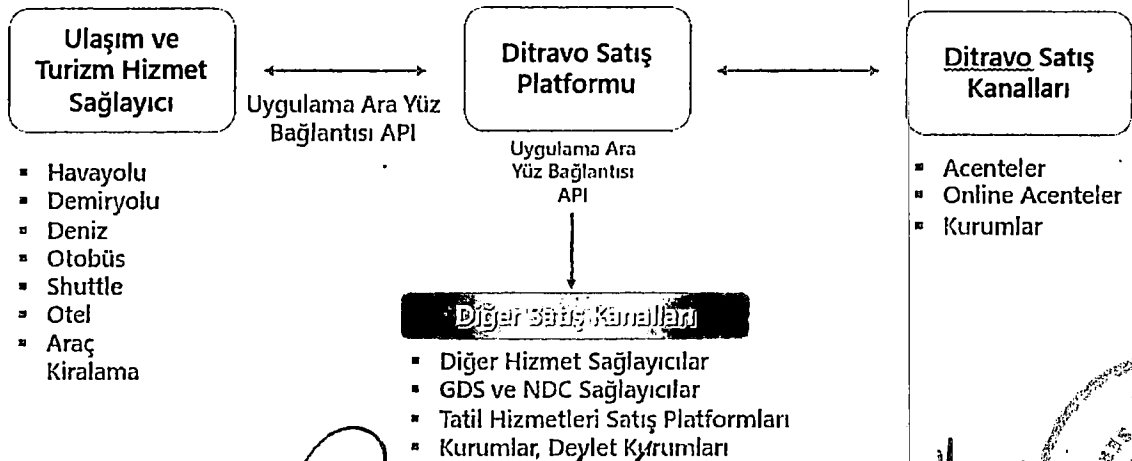 Ulaşım ve
Turizm Hizmet
Sağlayıcı
Uygulama Ara Yüz
Bağlantısı API
Ditravo Satış
Platformu
Uygulama Ara
Yüz Bağlantısı
API
Ditravo Satış
Kanalları
▪ Havayolu
▪ Demiryolu
▪ Deniz
▪ Otobüs
▪ Shuttle
▪ Otel
▪ Araç
Kiralama
Diğer Satış Kanalları
▪ Diğer Hizmet Sağlayıcılar
▪ GDS ve NDC Sağlayıcılar
▪ Tatil Hizmetleri Satış Platformları
▪ Kurumlar, Devlet Kurumları
▪ Acenteler
▪ Online Acenteler
▪ Kurumlar